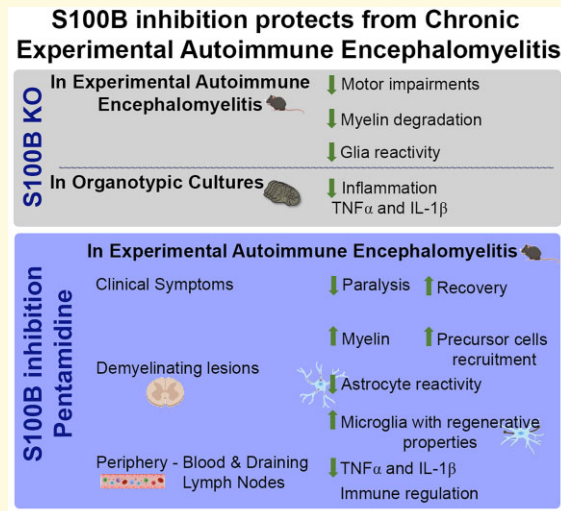 S100B inhibition protects from Chronic
Experimental Autoimmune Encephalomyelitis
S100B KO
In Experimental Autoimmune
Encephalomyelitis
↓ Motor impairments
↓ Myelin degradation
↓ Glia reactivity
In Organotypic Cultures
↓ Inflammation
TNFα and IL-1β
S100B inhibition
Pentamidine
In Experimental Autoimmune Encephalomyelitis
Clinical Symptoms
↓ Paralysis ↑ Recovery
Demyelinating lesions
↑ Myelin ↑ Precursor cells
recruitment
↓ Astrocyte reactivity
↑ Microglia with regenerative
properties
Periphery - Blood & Draining
Lymph Nodes
↓ TNFα and IL-1β
Immune regulation